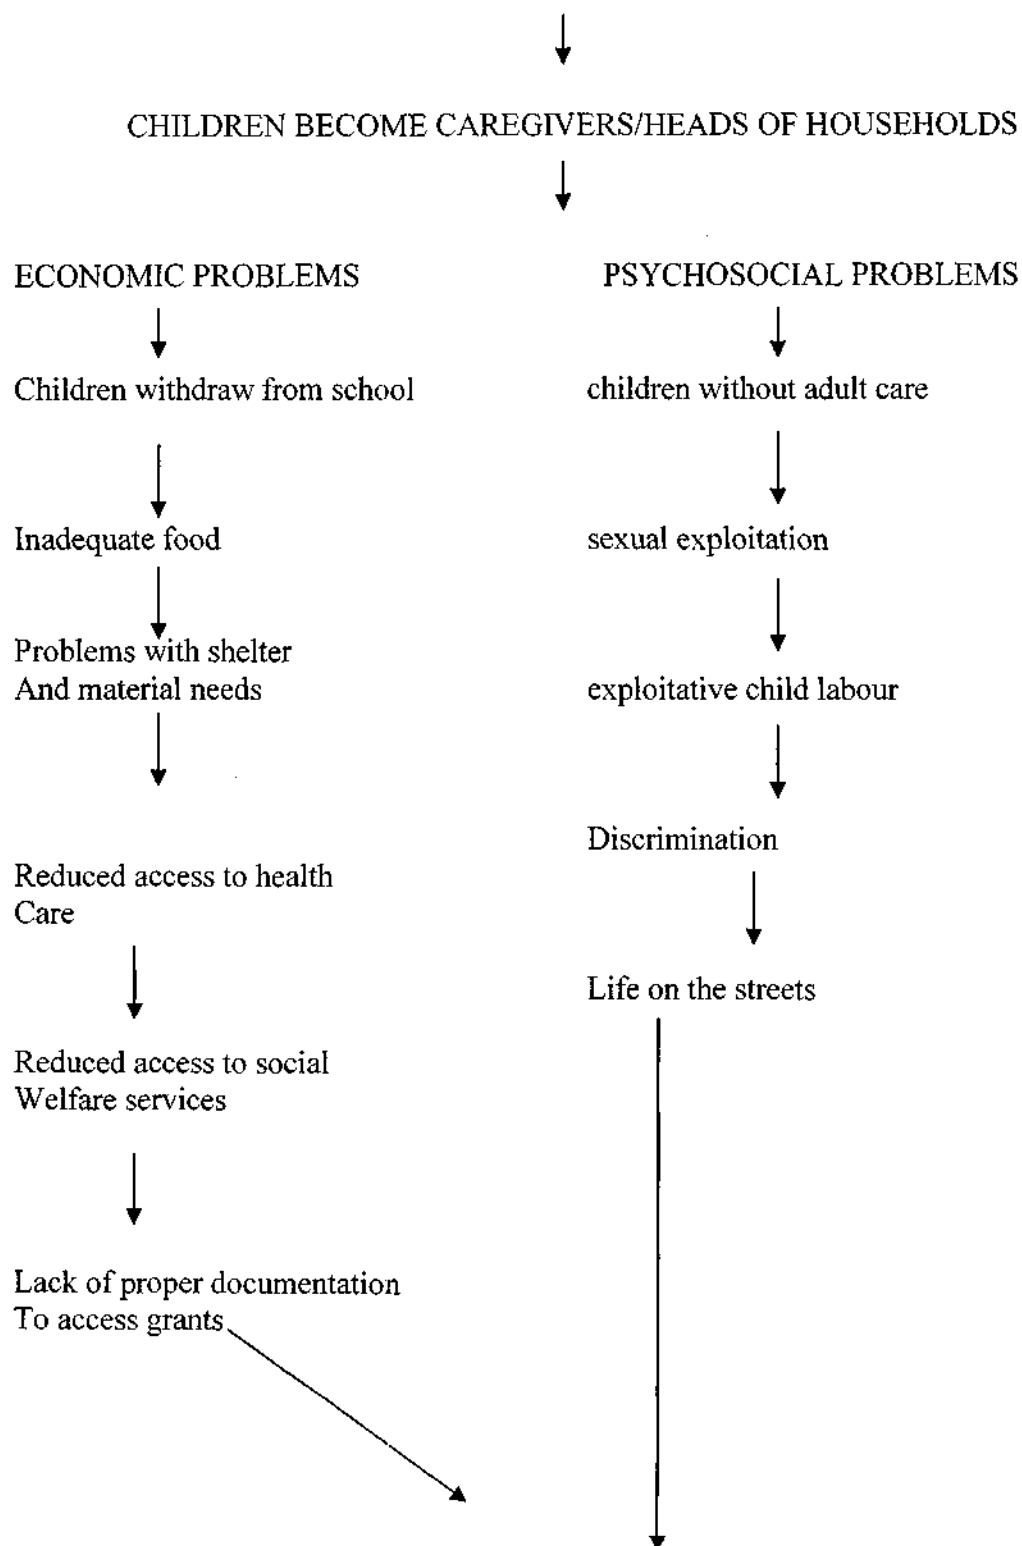 CHILDREN BECOME CAREGIVERS/HEADS OF HOUSEHOLDS
ECONOMIC PROBLEMS
Children withdraw from school
Inadequate food
Problems with shelter
And material needs
Reduced access to health
Care
Reduced access to social
Welfare services
Lack of proper documentation
To access grants
PSYCHOSOCIAL PROBLEMS
children without adult care
sexual exploitation
exploitative child labour
Discrimination
Life on the streets